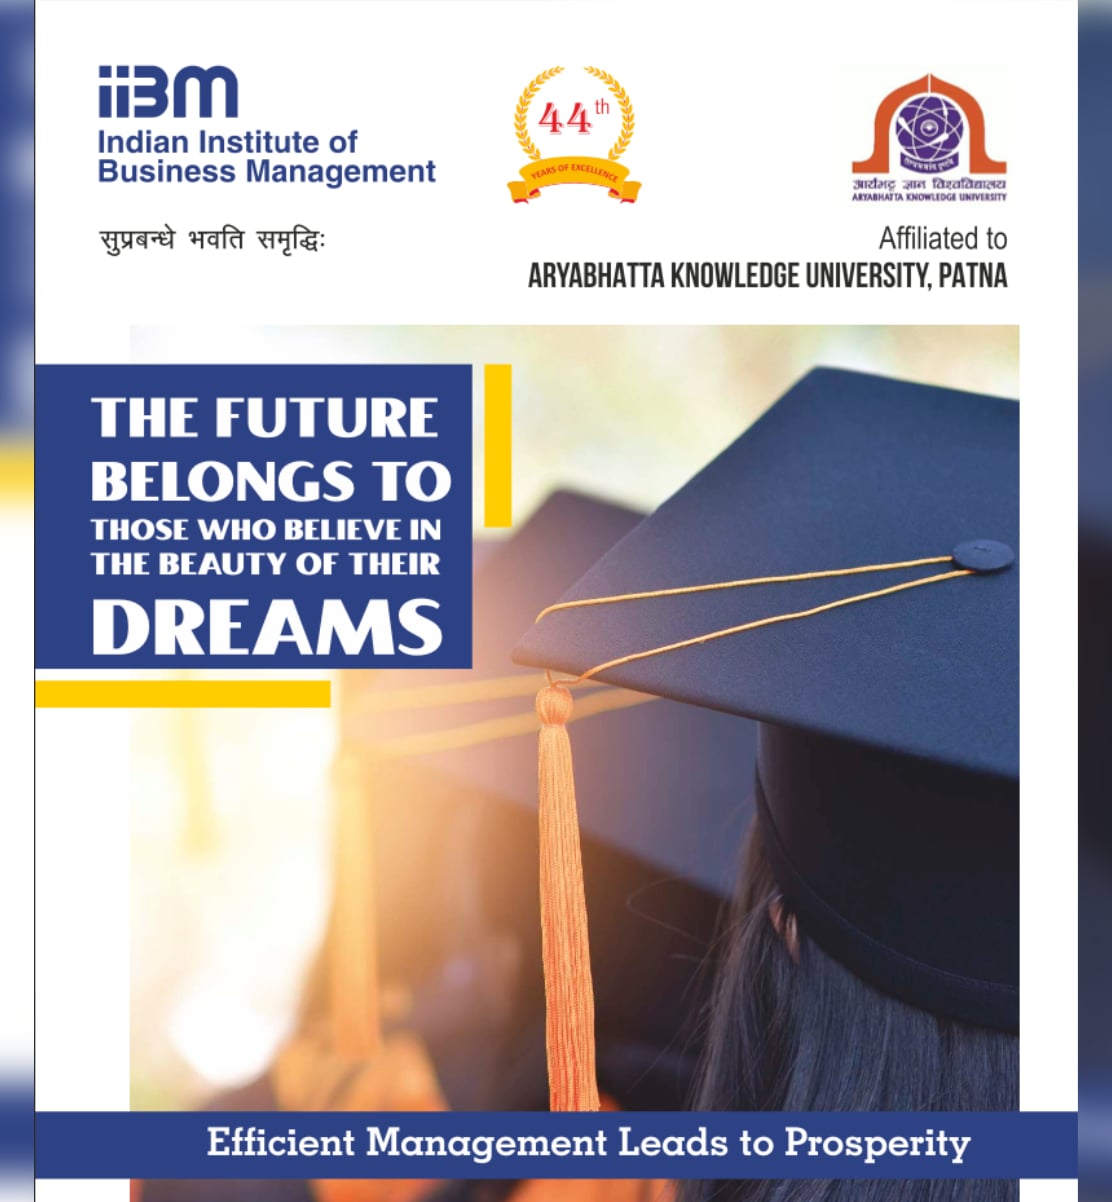 iiBm
Indian Institute of
Business Management
सुप्रबन्धे भवति समृद्धिः
44th
YEARS OF EXCELLENCE
आर्यभट्ट ज्ञान विश्वविद्यालय
ARYABHATTA KNOWLEDGE UNIVERSITY
Affiliated to
ARYABHATTA KNOWLEDGE UNIVERSITY, PATNA
THE FUTURE
BELONGS TO
THOSE WHO BELIEVE IN
THE BEAUTY OF THEIR
DREAMS
Efficient Management Leads to Prosperity